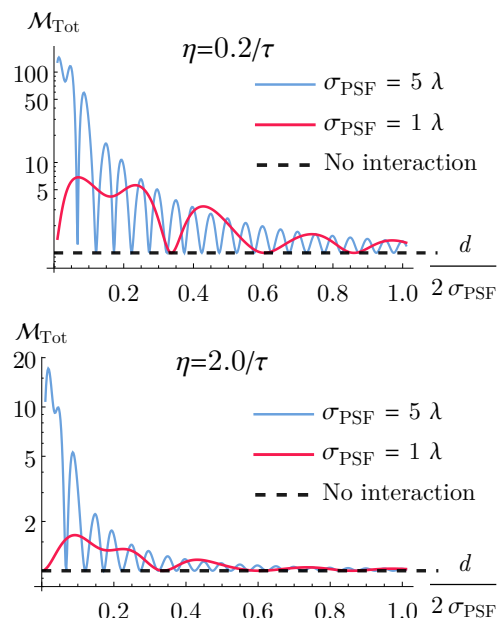 𝓜Tot
η=0.2/τ
100
50
10
5
σPSF = 5 λ
σPSF = 1 λ
No interaction
0.2 0.4 0.6 0.8 1.0
d
2 σPSF
𝓜Tot
η=2.0/τ
20
10
5
2
σPSF = 5 λ
σPSF = 1 λ
No interaction
0.2 0.4 0.6 0.8 1.0
d
2 σPSF